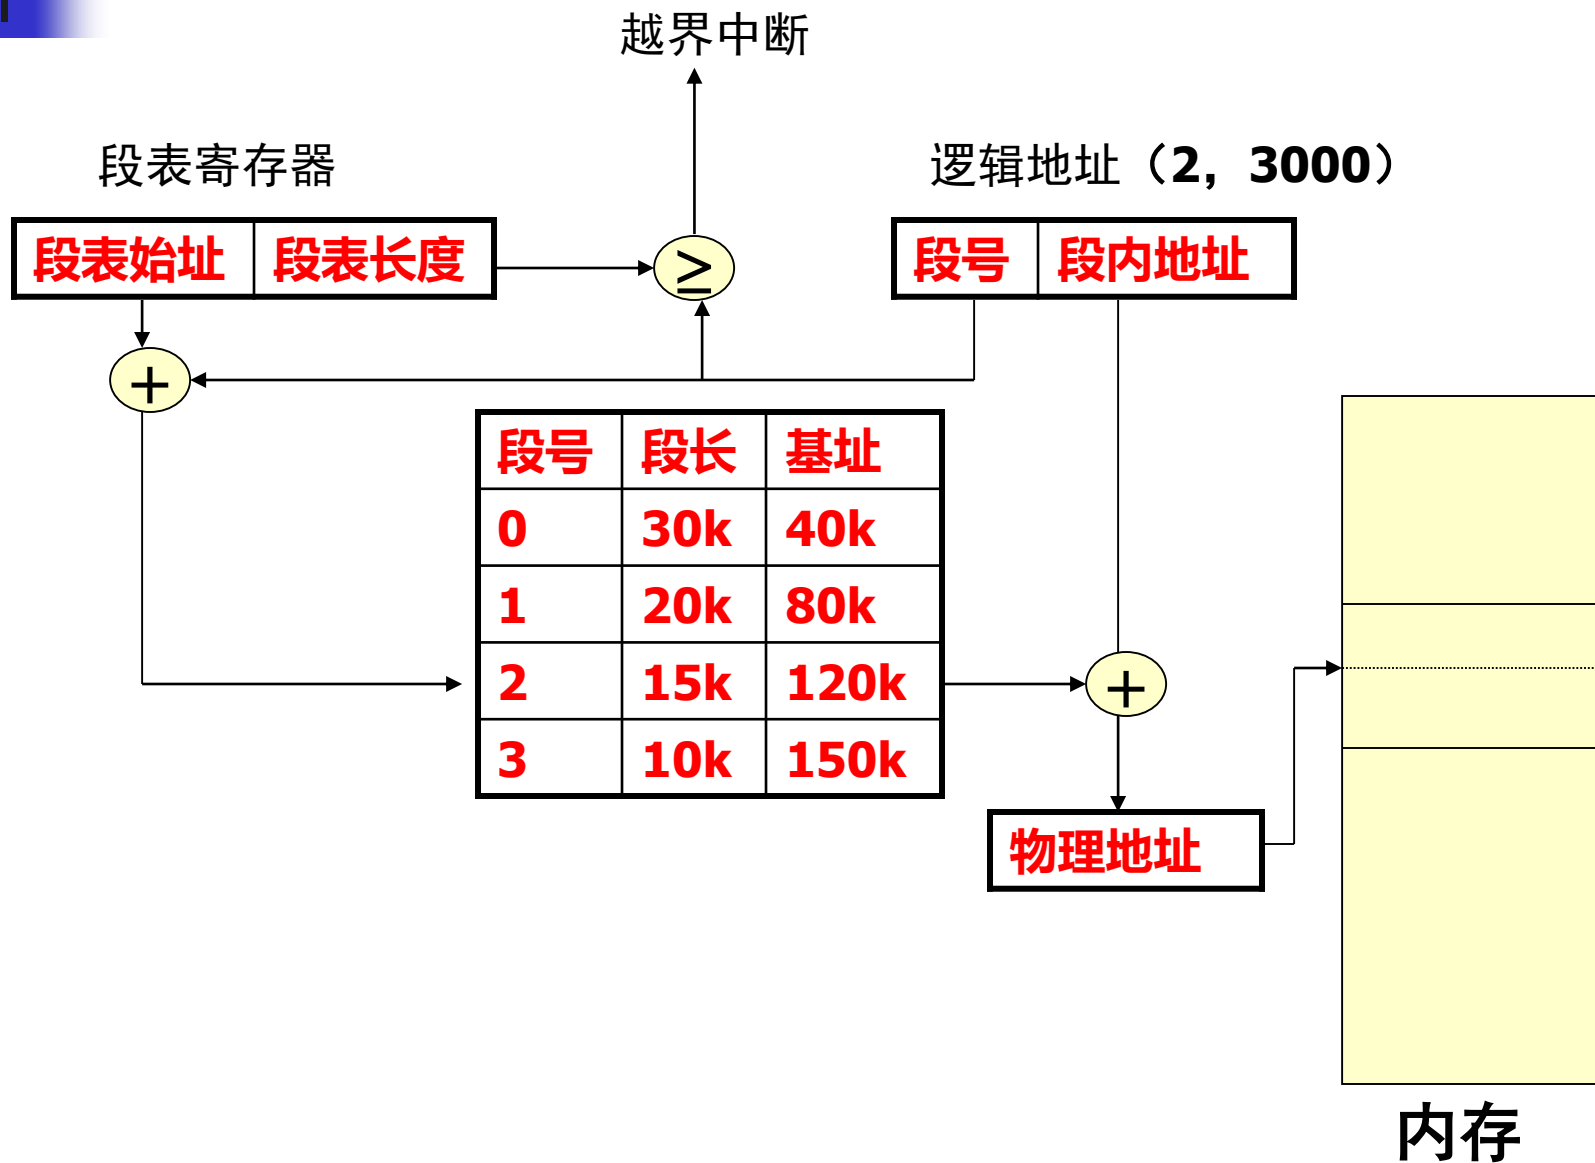 越界中断
段表寄存器
逻辑地址（2，3000）
段表始址 段表长度
≥
段号 段内地址
+
段号 段长 基址
0 30k 40k
1 20k 80k
2 15k 120k
3 10k 150k
+
物理地址
内存